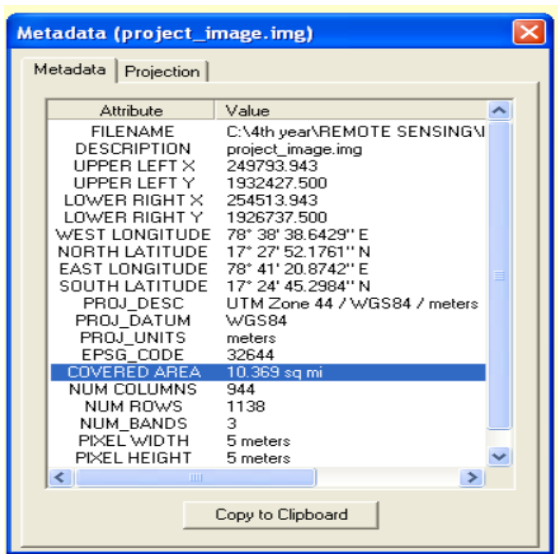 Metadata (project_image.img)
Metadata Projection
Attribute Value
FILENAME C:\4th year\REMOTE SENSING\
DESCRIPTION project_image.img
UPPER LEFT X 249793.943
UPPER LEFT Y 1932427.500
LOWER RIGHT X 254513.943
LOWER RIGHT Y 1926737.500
WEST LONGITUDE 78° 38' 38.6429'' E
NORTH LATITUDE 17° 27' 52.1761'' N
EAST LONGITUDE 78° 41' 20.8742'' E
SOUTH LATITUDE 17° 24' 45.2984'' N
PROJ_DESC UTM Zone 44 / WGS84 / meters
PROJ_DATUM WGS84
PROJ_UNITS meters
EPSG_CODE 32644
COVERED AREA 10.369 sq mi
NUM COLUMNS 944
NUM ROWS 1138
NUM_BANDS 3
PIXEL WIDTH 5 meters
PIXEL HEIGHT 5 meters
Copy to Clipboard